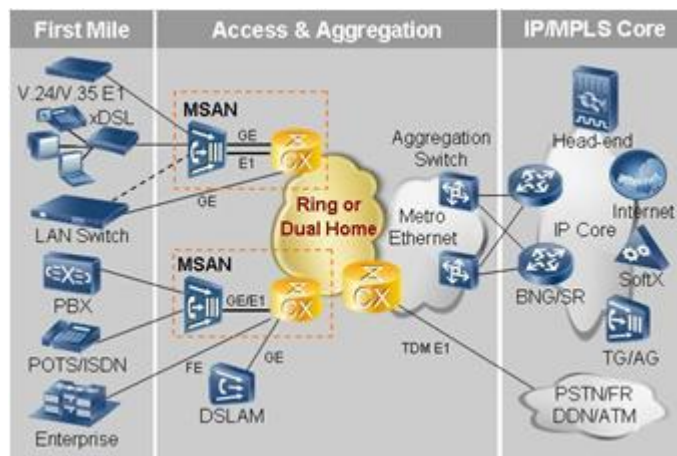 First Mile
Access & Aggregation
IP/MPLS Core
V.24/V.35 E1
xDSL
LAN Switch
PBX
POTS/ISDN
Enterprise
MSAN
GE
E1
CX
GE
Ring or
Dual Home
MSAN
GE/E1
CX
CX
FE
GE
DSLAM
Aggregation
Switch
Metro
Ethernet
TDM E1
Head-end
Internet
IP Core
SoftX
BNG/SR
TG/AG
PSTN/FR
DDN/ATM